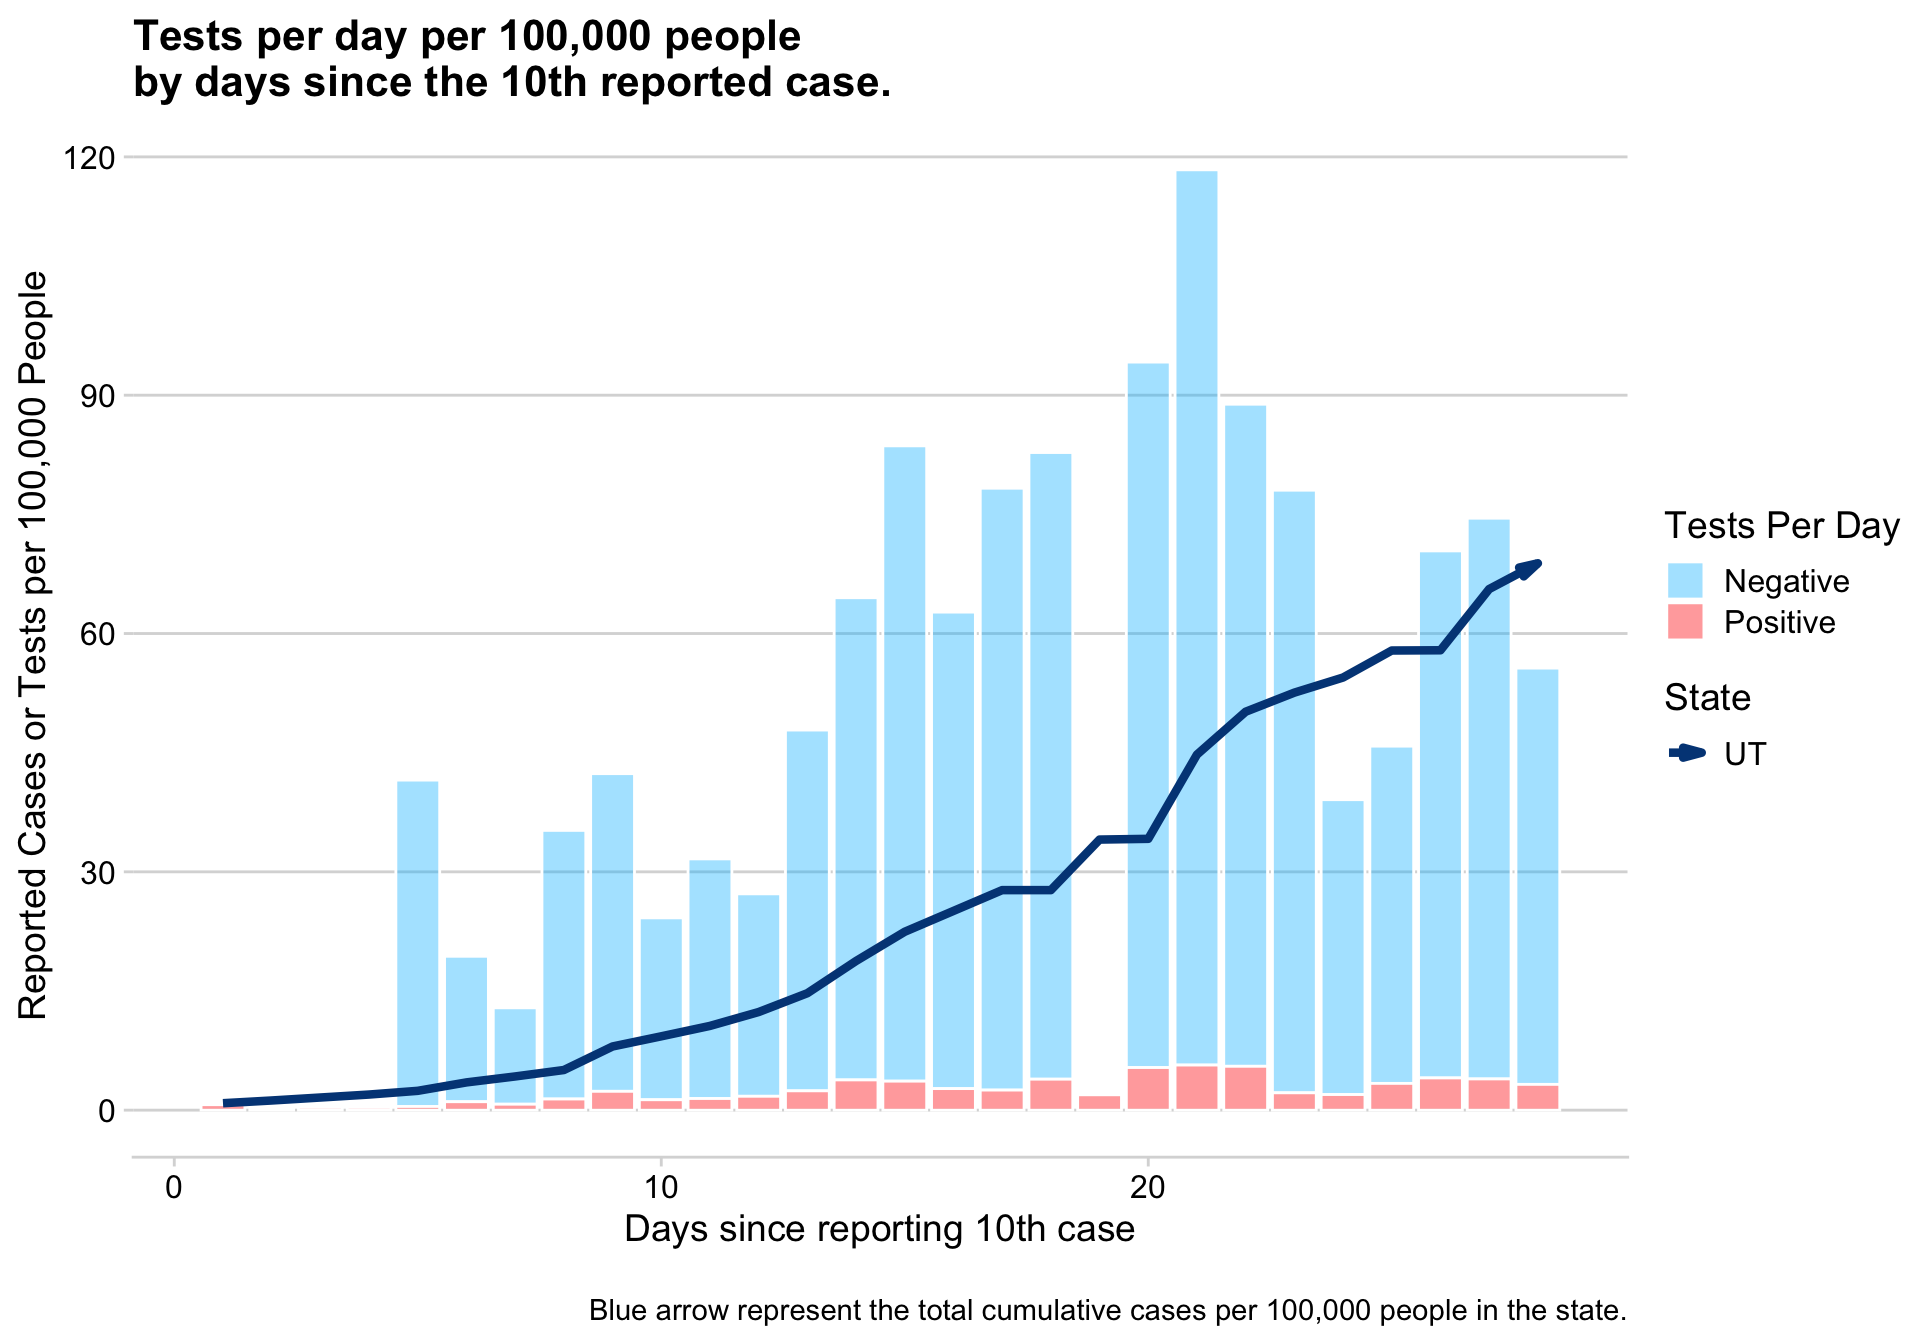 Tests per day per 100,000 people
by days since the 10th reported case.
Reported Cases or Tests per 100,000 People
120
90
60
30
0
0
10
20
Days since reporting 10th case
Tests Per Day
Negative
Positive
State
UT
Blue arrow represent the total cumulative cases per 100,000 people in the state.